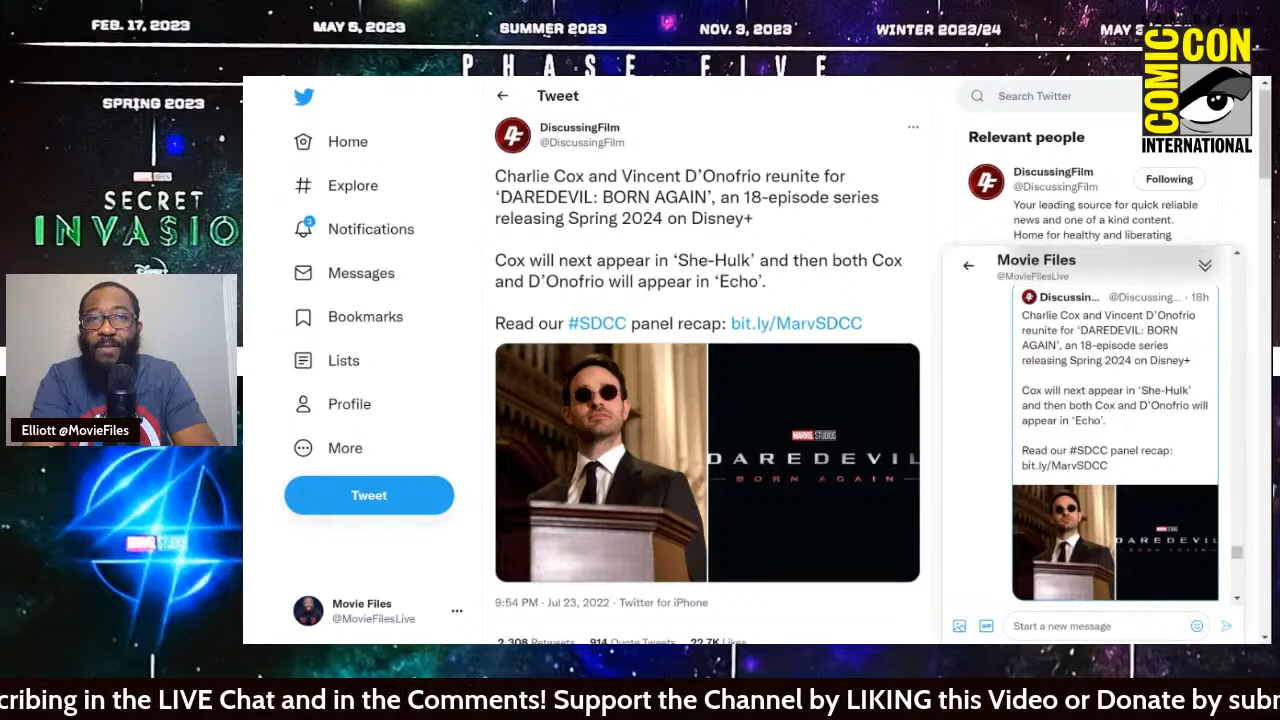 FEB. 17, 2023
MAY 5, 2023
SUMMER 2023
NOV. 3, 2023
WINTER 2023/24
MAY 3
PHASE FIVE
SPRING 2023
SECRET
INVASIO
Disney
COMIC CON
INTERNATIONAL
Elliott @MovieFiles
Home
Explore
3
Notifications
Messages
Bookmarks
Lists
Profile
More
Tweet
Movie Files
@MovieFilesLive
Tweet
DiscussingFilm
@DiscussingFilm
Charlie Cox and Vincent D’Onofrio reunite for
‘DAREDEVIL: BORN AGAIN’, an 18-episode series
releasing Spring 2024 on Disney+
Cox will next appear in ‘She-Hulk’ and then both Cox
and D’Onofrio will appear in ‘Echo’.
Read our #SDCC panel recap: bit.ly/MarvSDCC
MARVEL STUDIOS
DAREDEVIL
BORN AGAIN
9:54 PM · Jul 23, 2022 · Twitter for iPhone
2,308 Retweets 914 Quote Tweets 22.7K Likes
Search Twitter
Relevant people
DiscussingFilm
@DiscussingFilm
Following
Your leading source for quick reliable
news and one of a kind content.
Home for healthy and liberating
Movie Files
@MovieFilesLive
Discussin... @Discussing... · 18h
Charlie Cox and Vincent D’Onofrio
reunite for ‘DAREDEVIL: BORN
AGAIN’, an 18-episode series
releasing Spring 2024 on Disney+
Cox will next appear in ‘She-Hulk’
and then both Cox and D’Onofrio will
appear in ‘Echo’.
Read our #SDCC panel recap:
bit.ly/MarvSDCC
DAREDEVIL
BORN AGAIN
GIF
Start a new message
cribing in the LIVE Chat and in the Comments! Support the Channel by LIKING this Video or Donate by subm